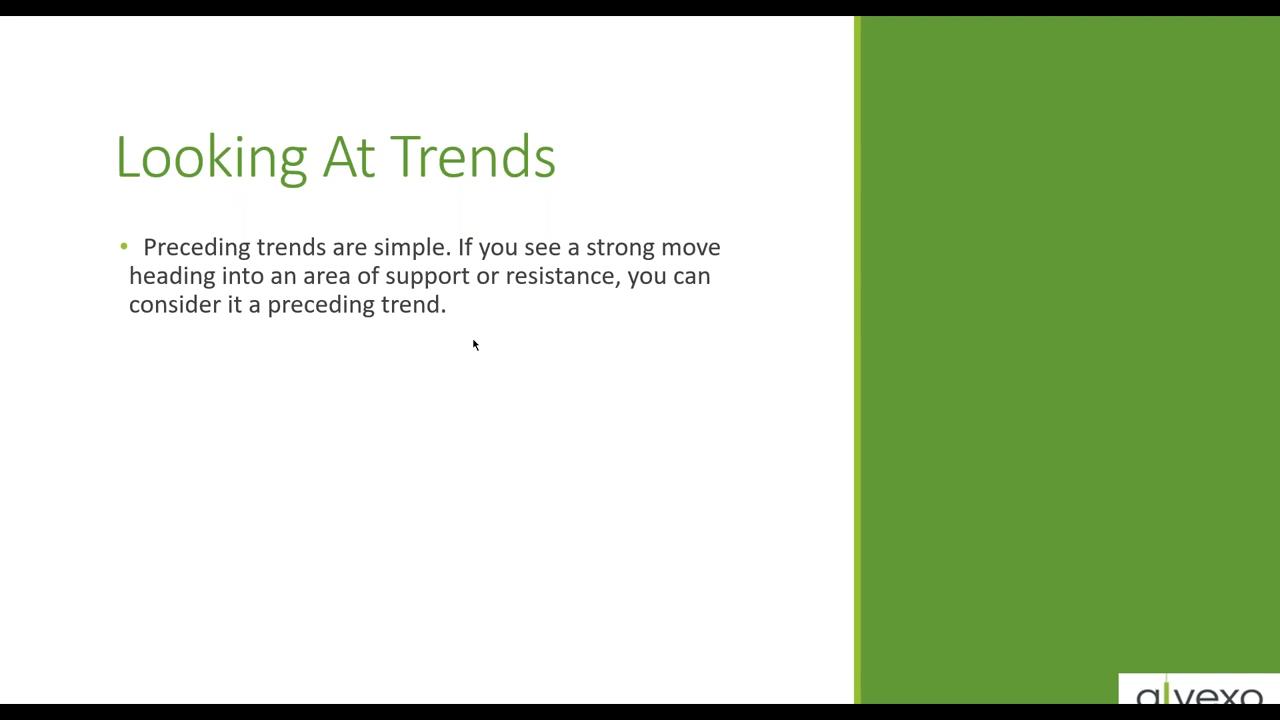 Looking At Trends
• Preceding trends are simple. If you see a strong move
heading into an area of support or resistance, you can
consider it a preceding trend.
alvexo